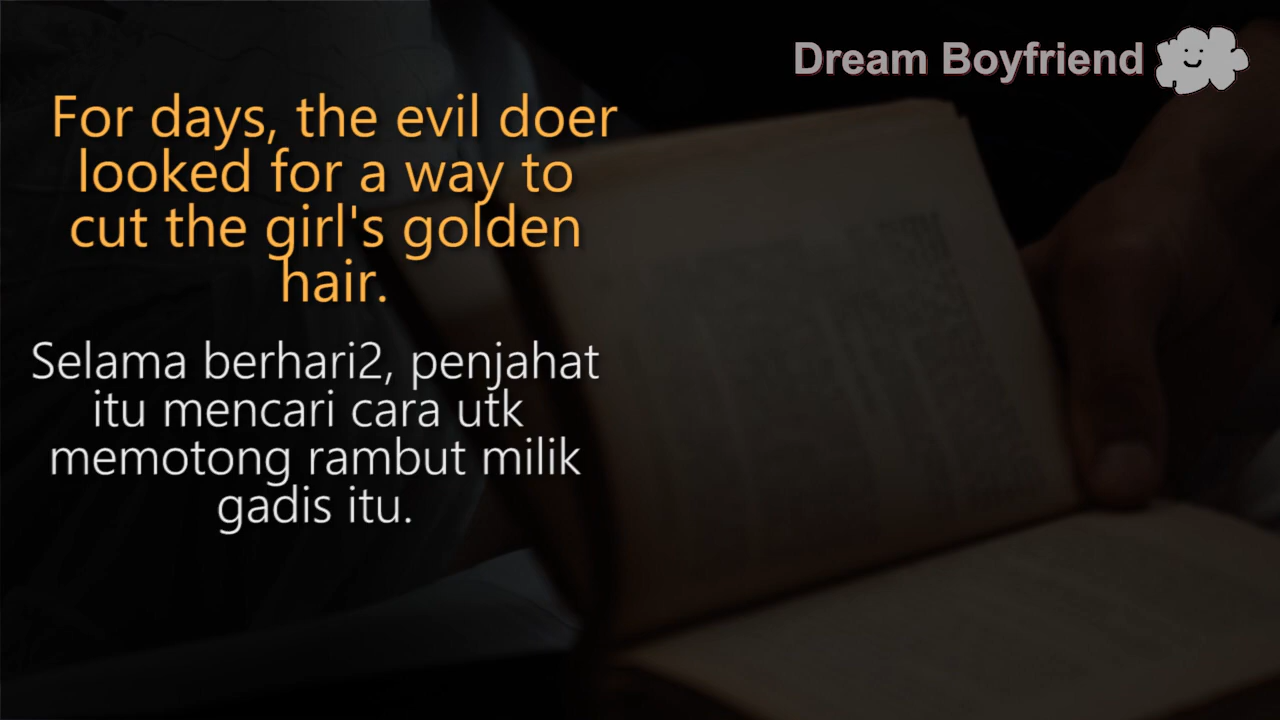 Dream Boyfriend
For days, the evil doer
looked for a way to
cut the girl's golden
hair.
Selama berhari2, penjahat
itu mencari cara utk
memotong rambut milik
gadis itu.